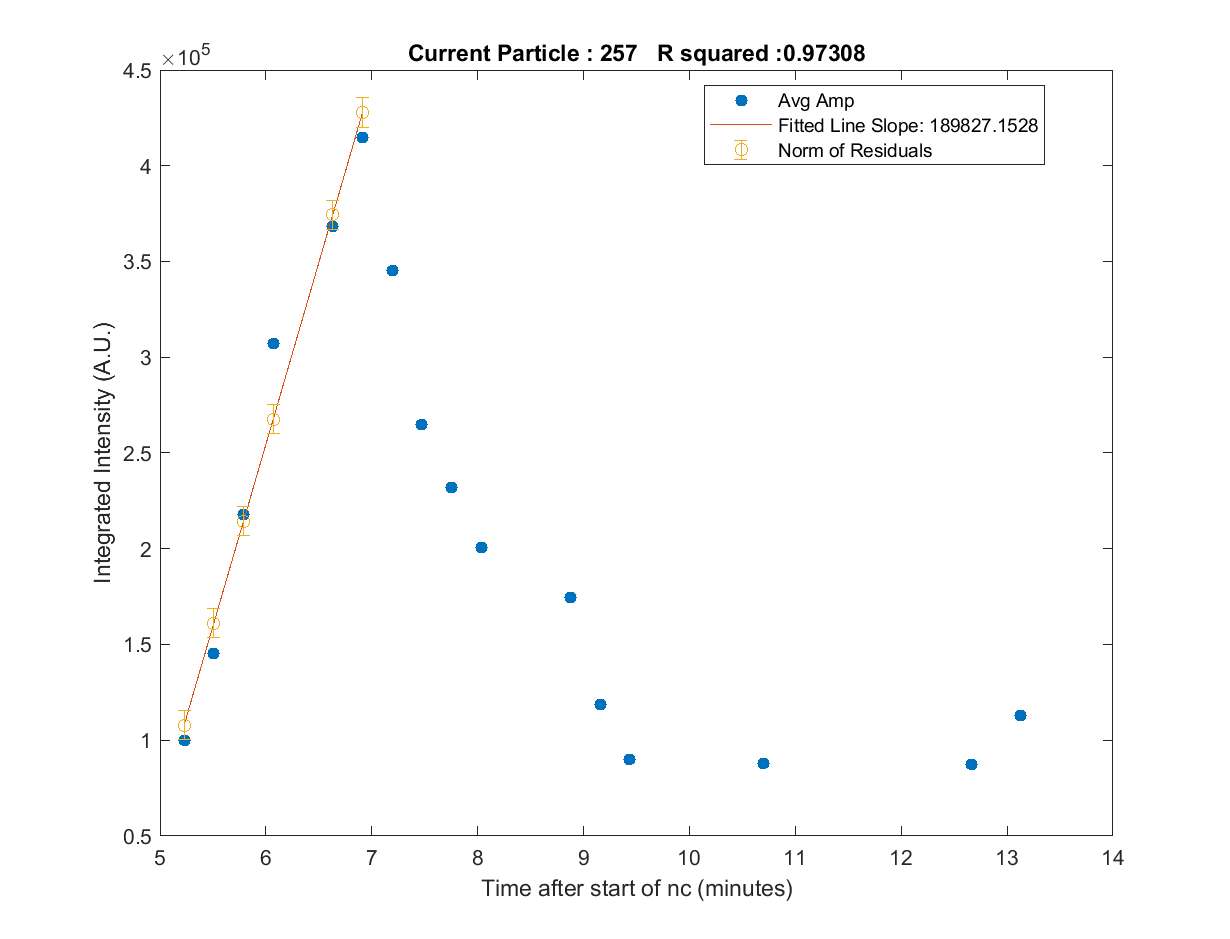 Current Particle : 257   R squared :0.97308
×10^5
Avg Amp
Fitted Line Slope: 189827.1528
Norm of Residuals
4.5
4
3.5
3
2.5
2
1.5
1
0.5
Integrated Intensity (A.U.)
5 6 7 8 9 10 11 12 13 14
Time after start of nc (minutes)